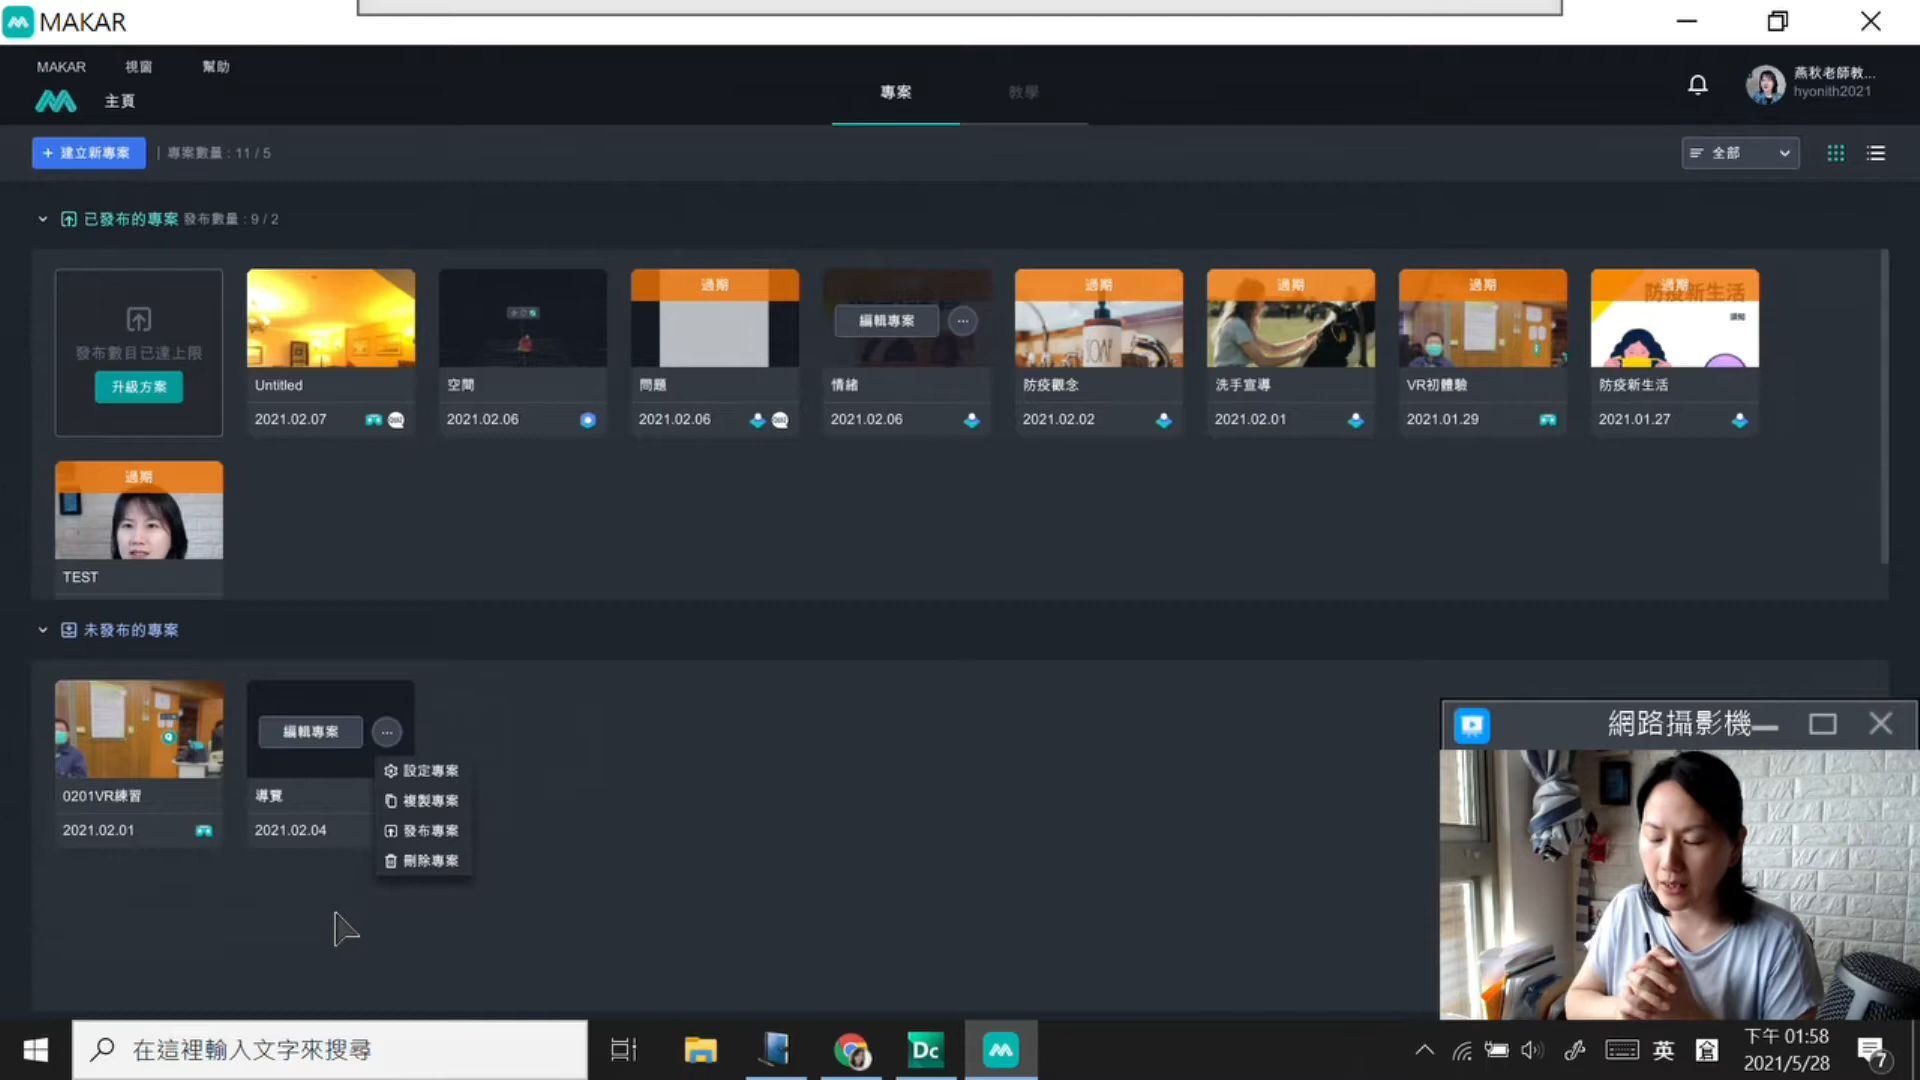 MAKAR
MAKAR 視窗 幫助
主頁
專案 教學
燕秋老師教...
hyonith2021
+ 建立新專案 | 專案數量 : 11 / 5
全部
已發布的專案 發布數量 : 9 / 2
發布數目已達上限
升級方案
Untitled
2021.02.07
空間
2021.02.06
過期
問題
2021.02.06
編輯專案 ...
情緒
2021.02.06
過期
SOAP
防疫觀念
2021.02.02
過期
洗手宣導
2021.02.01
過期
VR初體驗
2021.01.29
過期
防疫新生活
防疫新生活
2021.01.27
過期
TEST
未發布的專案
0201VR練習
2021.02.01
編輯專案 ...
導覽
2021.02.04
設定專案
複製專案
發布專案
刪除專案
網路攝影機
在這裡輸入文字來搜尋
Dc
英
倉
下午 01:58
2021/5/28
7